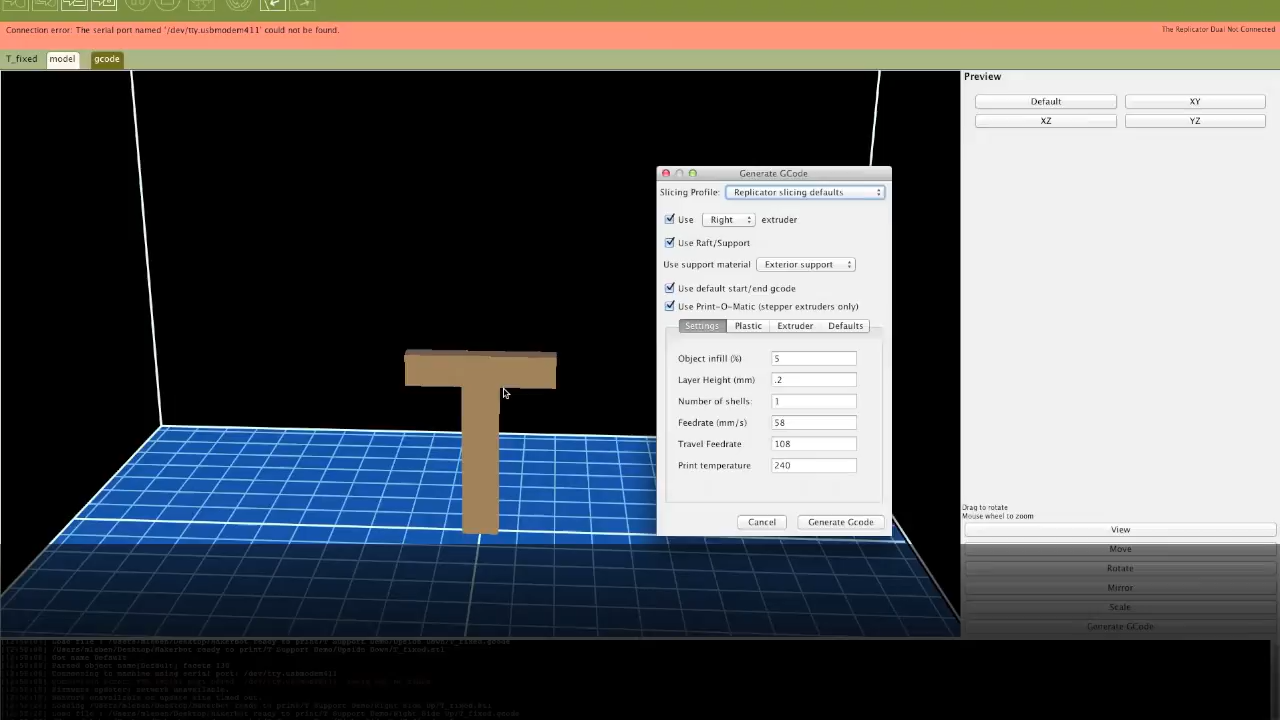 Connection error: The serial port named '/dev/tty.usbmodem411' could not be found.
The Replicator Dual Not Connected
T_fixed model gcode
Preview
Default XY
XZ YZ
Generate GCode
Slicing Profile: Replicator slicing defaults
Use Right extruder
Use Raft/Support
Use support material Exterior support
Use default start/end gcode
Use Print-O-Matic (stepper extruders only)
Settings Plastic Extruder Defaults
Object infill (%) 5
Layer Height (mm) .2
Number of shells: 1
Feedrate (mm/s) 58
Travel Feedrate 108
Print temperature 240
Cancel Generate Gcode
Drag to rotate
Mouse wheel to zoom
View
Move
Rotate
Mirror
Scale
Generate GCode